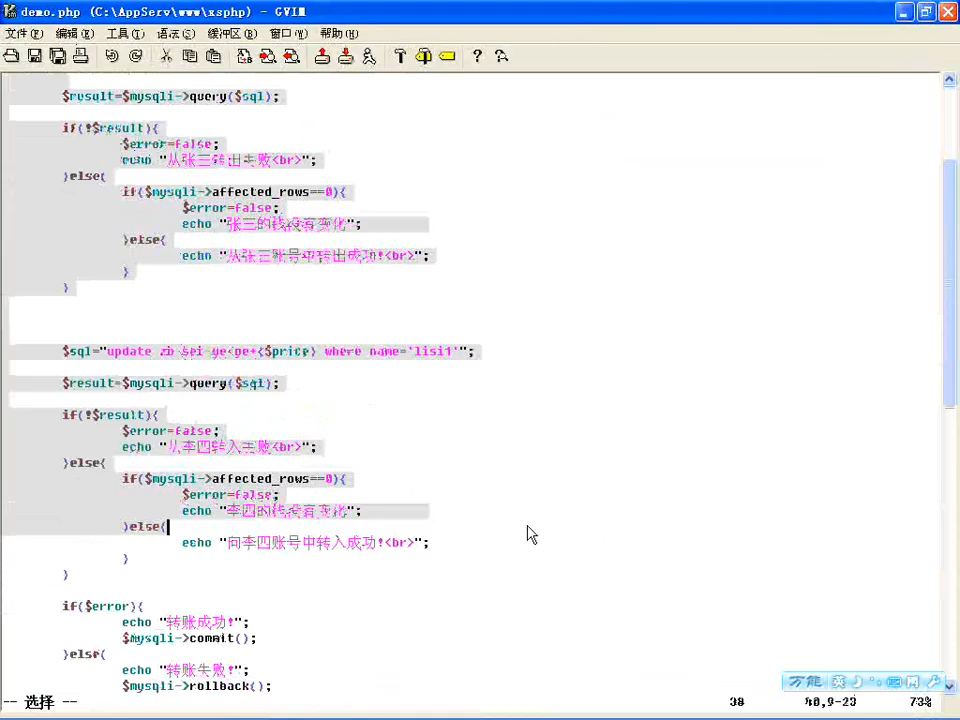 demo.php (C:\AppServ\www\xsphp) - GVIM
文件(F) 编辑(E) 工具(T) 语法(S) 缓冲区(B) 窗口(W) 帮助(H)
$result=$mysqli->query($sql);
if(!$result){
$error=false;
echo "从张三转出失败<br>";
}else{
if($mysqli->affected_rows==0){
$error=false;
echo "张三的钱没有变化";
}else{
echo "从张三账号中转出成功!<br>";
}
}
$sql="update zh set ye=ye+{$price} where name='lisi1'";
$result=$mysqli->query($sql);
if(!$result){
$error=false;
echo "从李四转入失败<br>";
}else{
if($mysqli->affected_rows==0){
$error=false;
echo "李四的钱没有变化";
}else{
echo "向李四账号中转入成功!<br>";
}
}
if($error){
echo "转账成功!";
$mysqli->commit();
}else{
echo "转账失败!";
$mysqli->rollback();
万能 英
-- 选择 -- 38 73%